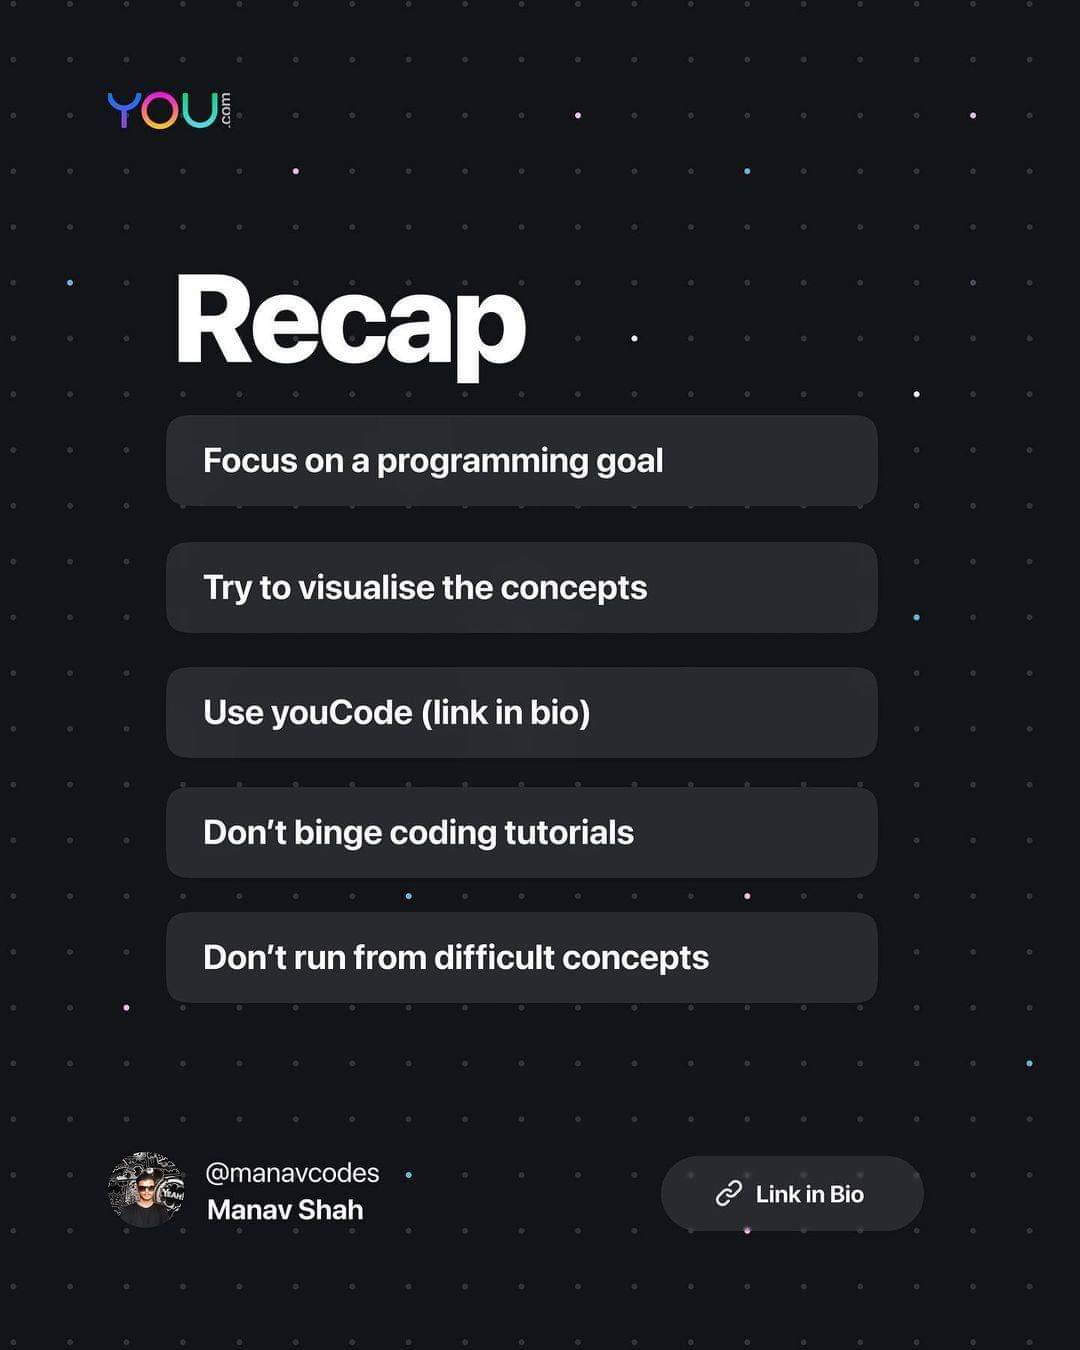 YOU.com
Recap
Focus on a programming goal
Try to visualise the concepts
Use youCode (link in bio)
Don’t binge coding tutorials
Don’t run from difficult concepts
YEAH!
@manavcodes
Manav Shah
Link in Bio